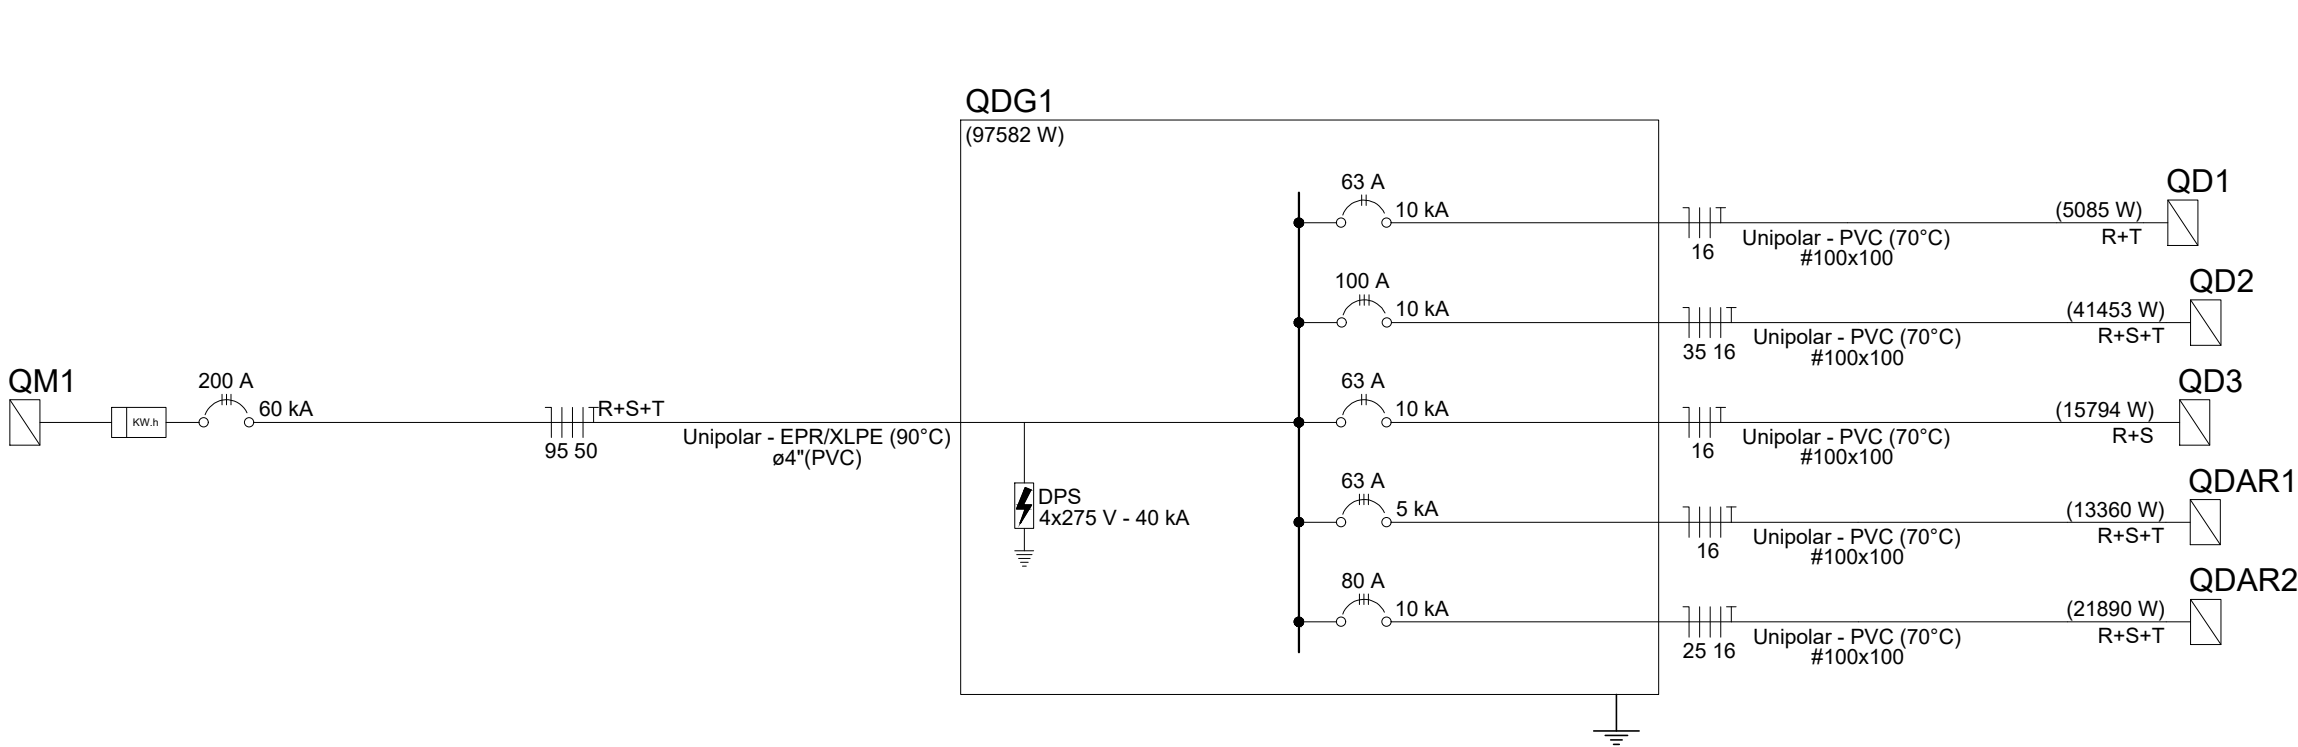 QDG1
(97582 W)
QM1
KW.h
200 A
60 kA
R+S+T
95 50
Unipolar - EPR/XLPE (90°C)
ø4"(PVC)
DPS
4x275 V - 40 kA
63 A
10 kA
16
Unipolar - PVC (70°C)
#100x100
(5085 W)
R+T
QD1
100 A
10 kA
35 16
Unipolar - PVC (70°C)
#100x100
(41453 W)
R+S+T
QD2
63 A
10 kA
16
Unipolar - PVC (70°C)
#100x100
(15794 W)
R+S
QD3
63 A
5 kA
16
Unipolar - PVC (70°C)
#100x100
(13360 W)
R+S+T
QDAR1
80 A
10 kA
25 16
Unipolar - PVC (70°C)
#100x100
(21890 W)
R+S+T
QDAR2